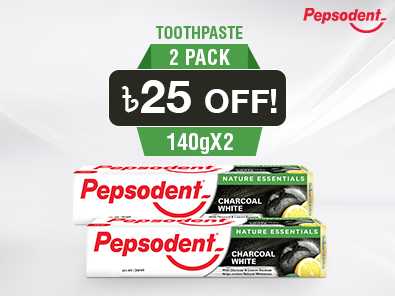 Pepsodent
TOOTHPASTE
2 PACK
৳25 OFF!
140gX2
Pepsodent
NATURE ESSENTIALS
CHARCOAL
WHITE
Pepsodent
NATURE ESSENTIALS
CHARCOAL
WHITE